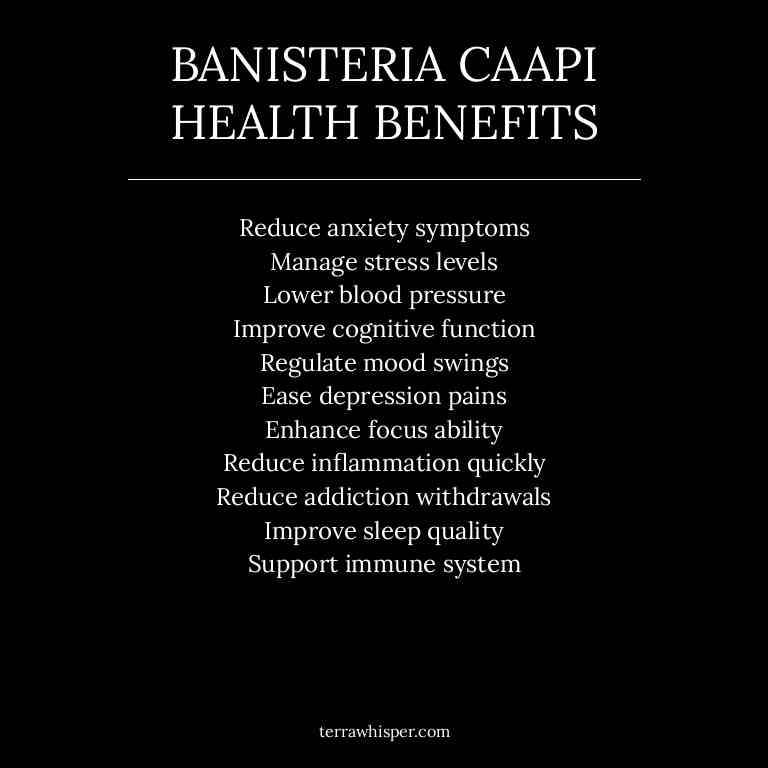 BANISTERIA CAAPI
HEALTH BENEFITS
Reduce anxiety symptoms
Manage stress levels
Lower blood pressure
Improve cognitive function
Regulate mood swings
Ease depression pains
Enhance focus ability
Reduce inflammation quickly
Reduce addiction withdrawals
Improve sleep quality
Support immune system
terrawhisper.com